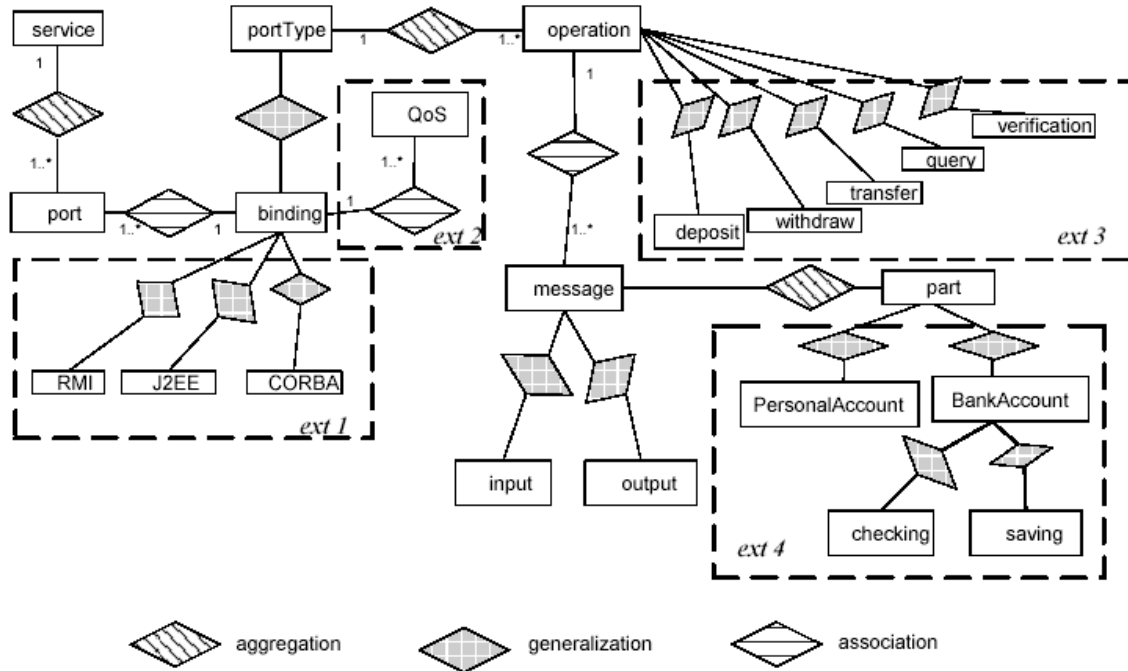 service
portType
operation
1
1..*
1
1
QoS
verification
query
1..*
1..*
transfer
port
1..*
1
binding
1
ext 2
deposit
withdraw
ext 3
1..*
message
part
RMI
J2EE
CORBA
ext 1
PersonalAccount
BankAccount
input
output
checking
saving
ext 4
aggregation
generalization
association